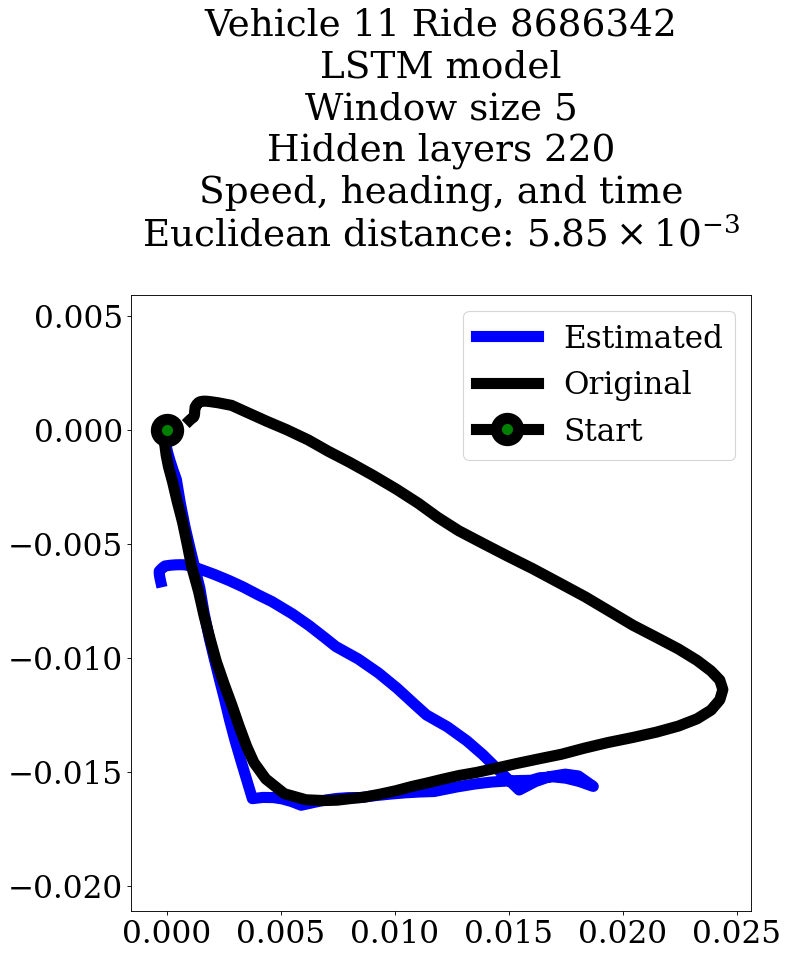 Vehicle 11 Ride 8686342
LSTM model
Window size 5
Hidden layers 220
Speed, heading, and time
Euclidean distance: 5.85 × 10⁻³
Estimated
Original
Start
0.005
0.000
−0.005
−0.010
−0.015
−0.020
0.000 0.005 0.010 0.015 0.020 0.025